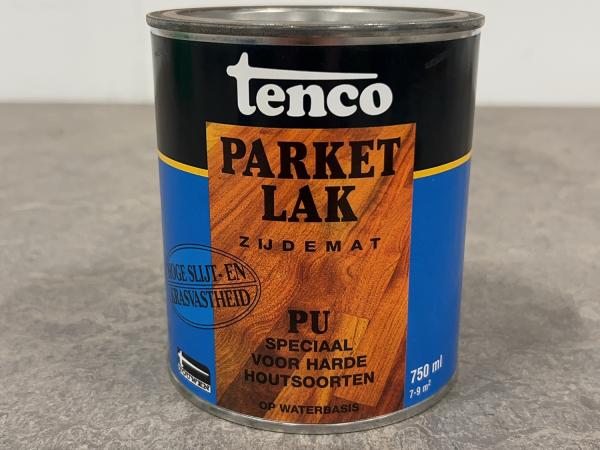 tenco
PARKET
LAK
ZIJDEMAT
HOGE SLIJT- EN
KRASVASTHEID
PU
SPECIAAL
VOOR HARDE
HOUTSOORTEN
OP WATERBASIS
750 ml
7-9 m²